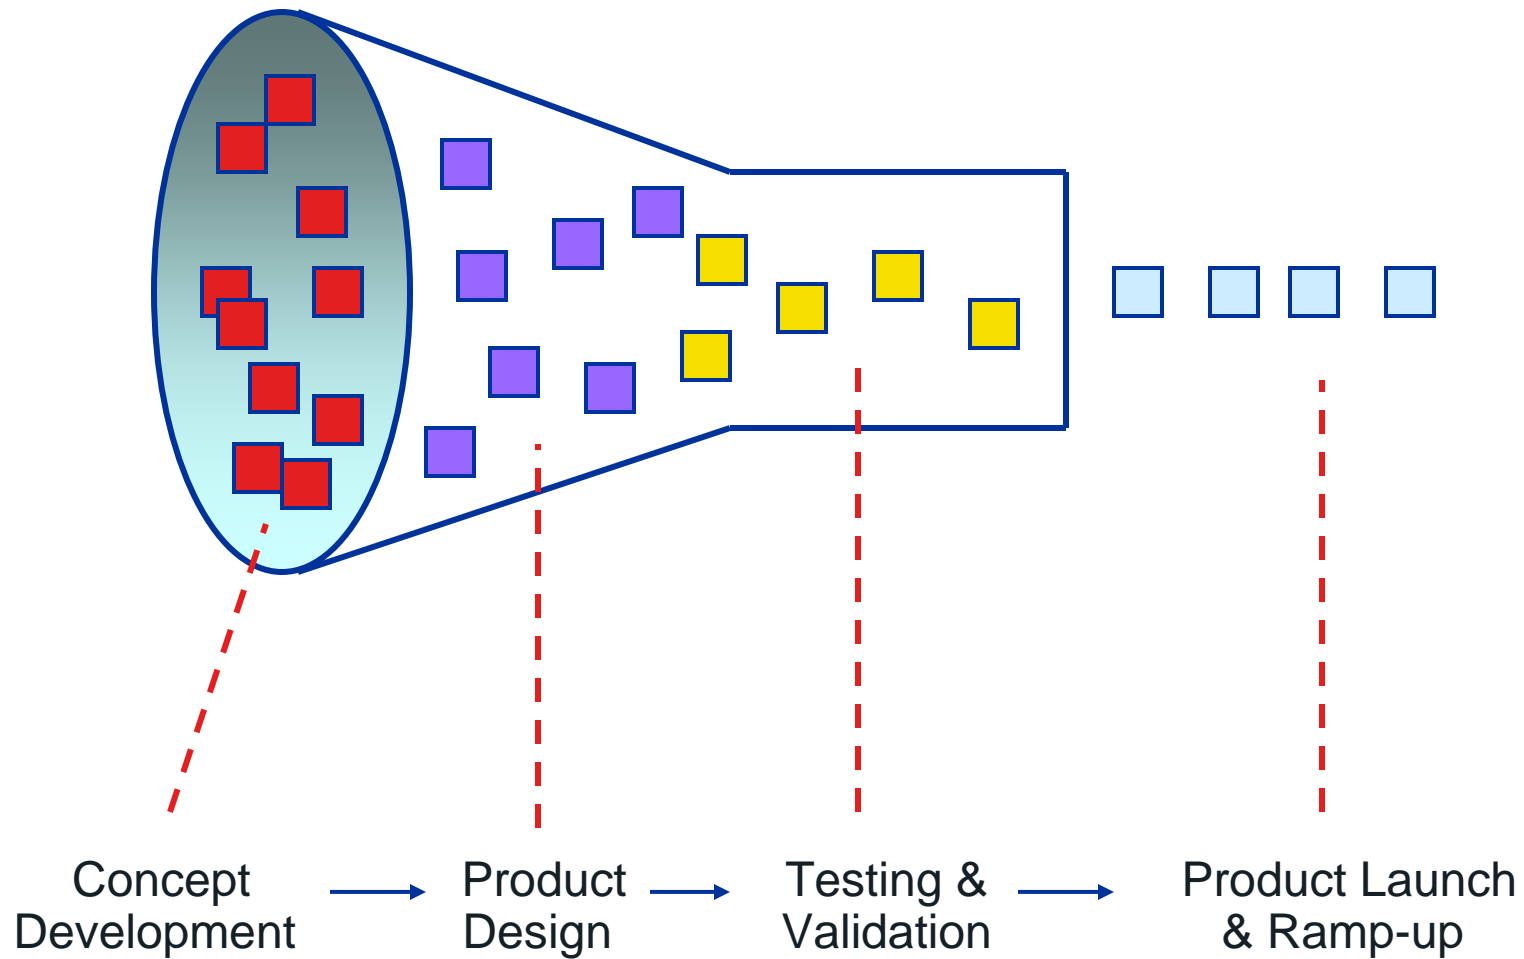 Concept
Development
Product
Design
Testing &
Validation
Product Launch
& Ramp-up